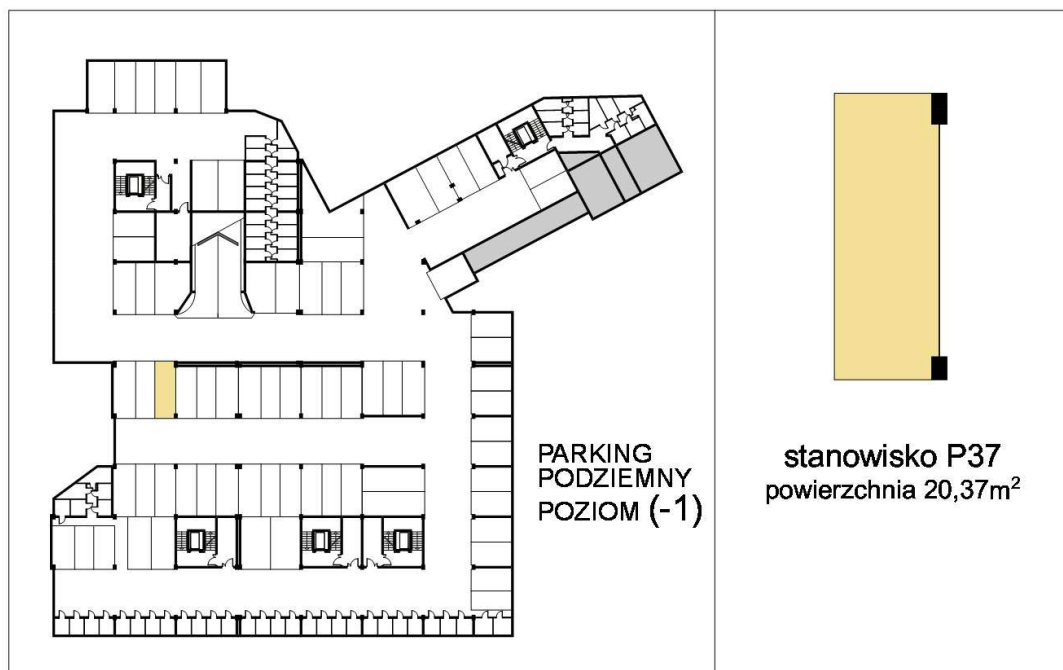 PARKING
PODZIEMNY
POZIOM (-1)
stanowisko P37
powierzchnia 20,37m²